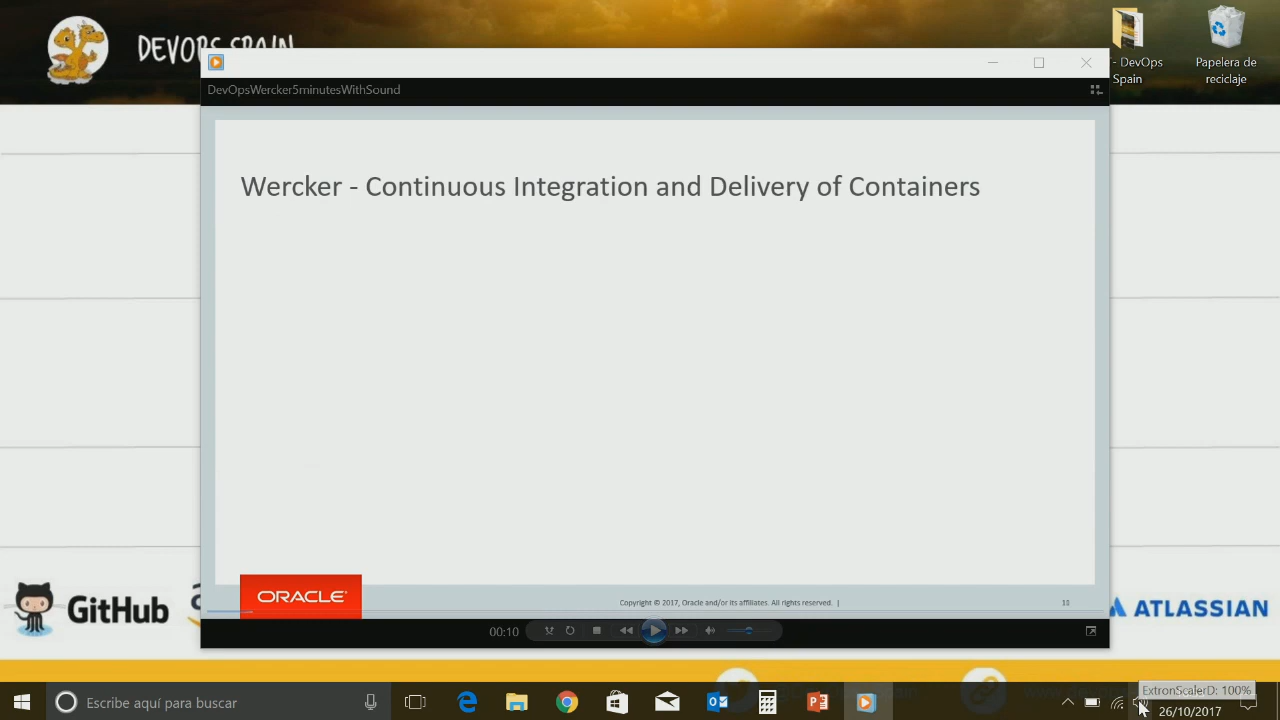 DEVOPS SPAIN
- DevOps
Spain
Papelera de
reciclaje
DevOpsWercker5minutesWithSound
Wercker - Continuous Integration and Delivery of Containers
ORACLE
Copyright © 2017, Oracle and/or its affiliates. All rights reserved. |
GitHub
ATLASSIAN
00:10
Escribe aquí para buscar
ExtronScalerD: 100%
26/10/2017